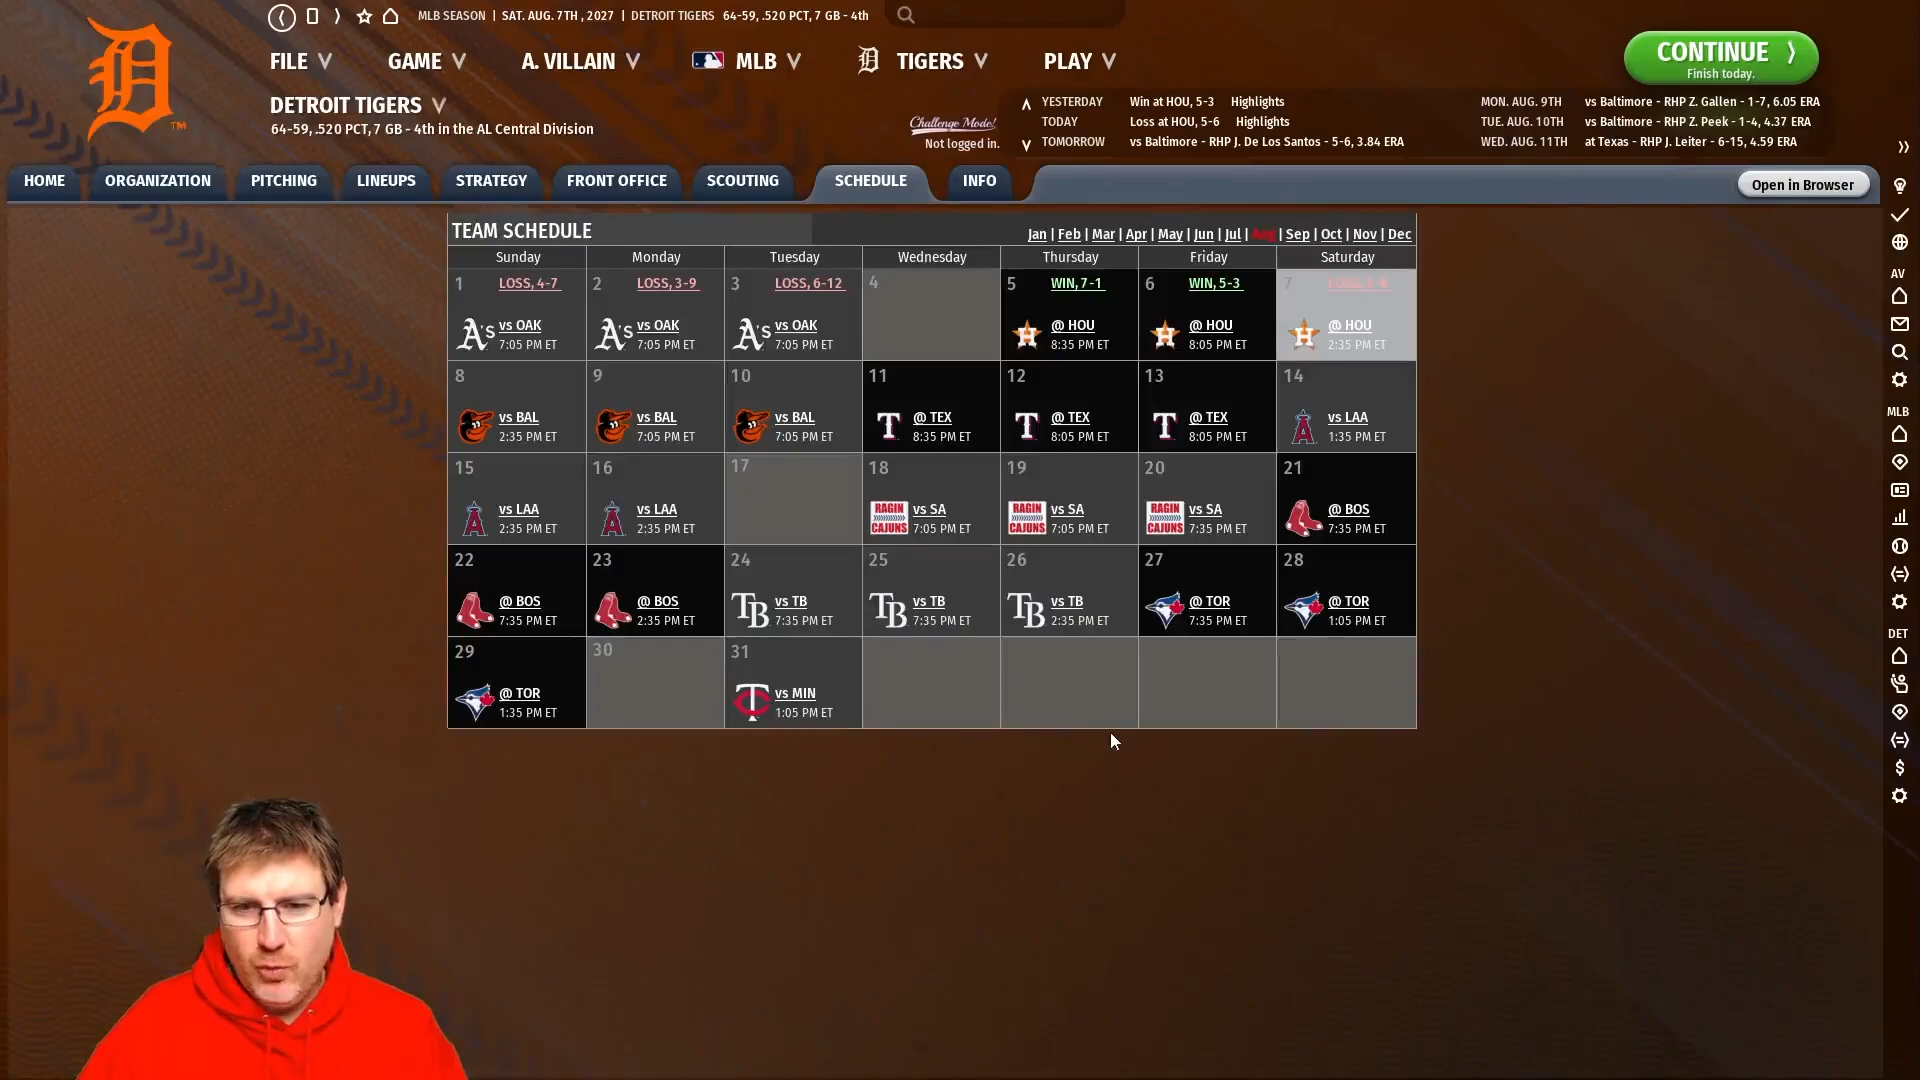 MLB SEASON | SAT. AUG. 7TH , 2027 | DETROIT TIGERS 64-59, .520 PCT, 7 GB - 4th
FILE GAME A. VILLAIN MLB TIGERS PLAY
CONTINUE
Finish today.
DETROIT TIGERS
64-59, .520 PCT, 7 GB - 4th in the AL Central Division
Challenge Mode!
Not logged in.
YESTERDAY Win at HOU, 5-3 Highlights MON. AUG. 9TH vs Baltimore - RHP Z. Gallen - 1-7, 6.05 ERA
TODAY Loss at HOU, 5-6 Highlights TUE. AUG. 10TH vs Baltimore - RHP Z. Peek - 1-4, 4.37 ERA
TOMORROW vs Baltimore - RHP J. De Los Santos - 5-6, 3.84 ERA WED. AUG. 11TH at Texas - RHP J. Leiter - 6-15, 4.59 ERA
HOME ORGANIZATION PITCHING LINEUPS STRATEGY FRONT OFFICE SCOUTING SCHEDULE INFO Open in Browser
TEAM SCHEDULE Jan | Feb | Mar | Apr | May | Jun | Jul | Aug | Sep | Oct | Nov | Dec
Sunday Monday Tuesday Wednesday Thursday Friday Saturday
1 LOSS, 4-7 2 LOSS, 3-9 3 LOSS, 6-12 4 5 WIN, 7-1 6 WIN, 5-3 7
vs OAK vs OAK vs OAK @ HOU @ HOU @ HOU
7:05 PM ET 7:05 PM ET 7:05 PM ET 8:35 PM ET 8:05 PM ET 2:35 PM ET
8 9 10 11 12 13 14
vs BAL vs BAL vs BAL @ TEX @ TEX @ TEX vs LAA
2:35 PM ET 7:05 PM ET 7:05 PM ET 8:35 PM ET 8:05 PM ET 8:05 PM ET 1:35 PM ET
15 16 17 18 19 20 21
vs LAA vs LAA RAGIN CAJUNS vs SA RAGIN CAJUNS vs SA RAGIN CAJUNS vs SA @ BOS
2:35 PM ET 2:35 PM ET 7:05 PM ET 7:05 PM ET 7:35 PM ET 7:35 PM ET
22 23 24 25 26 27 28
@ BOS @ BOS vs TB vs TB vs TB @ TOR @ TOR
7:35 PM ET 2:35 PM ET 7:35 PM ET 7:35 PM ET 2:35 PM ET 7:35 PM ET 1:05 PM ET
29 30 31
@ TOR vs MIN
1:35 PM ET 1:05 PM ET
AV
MLB
DET